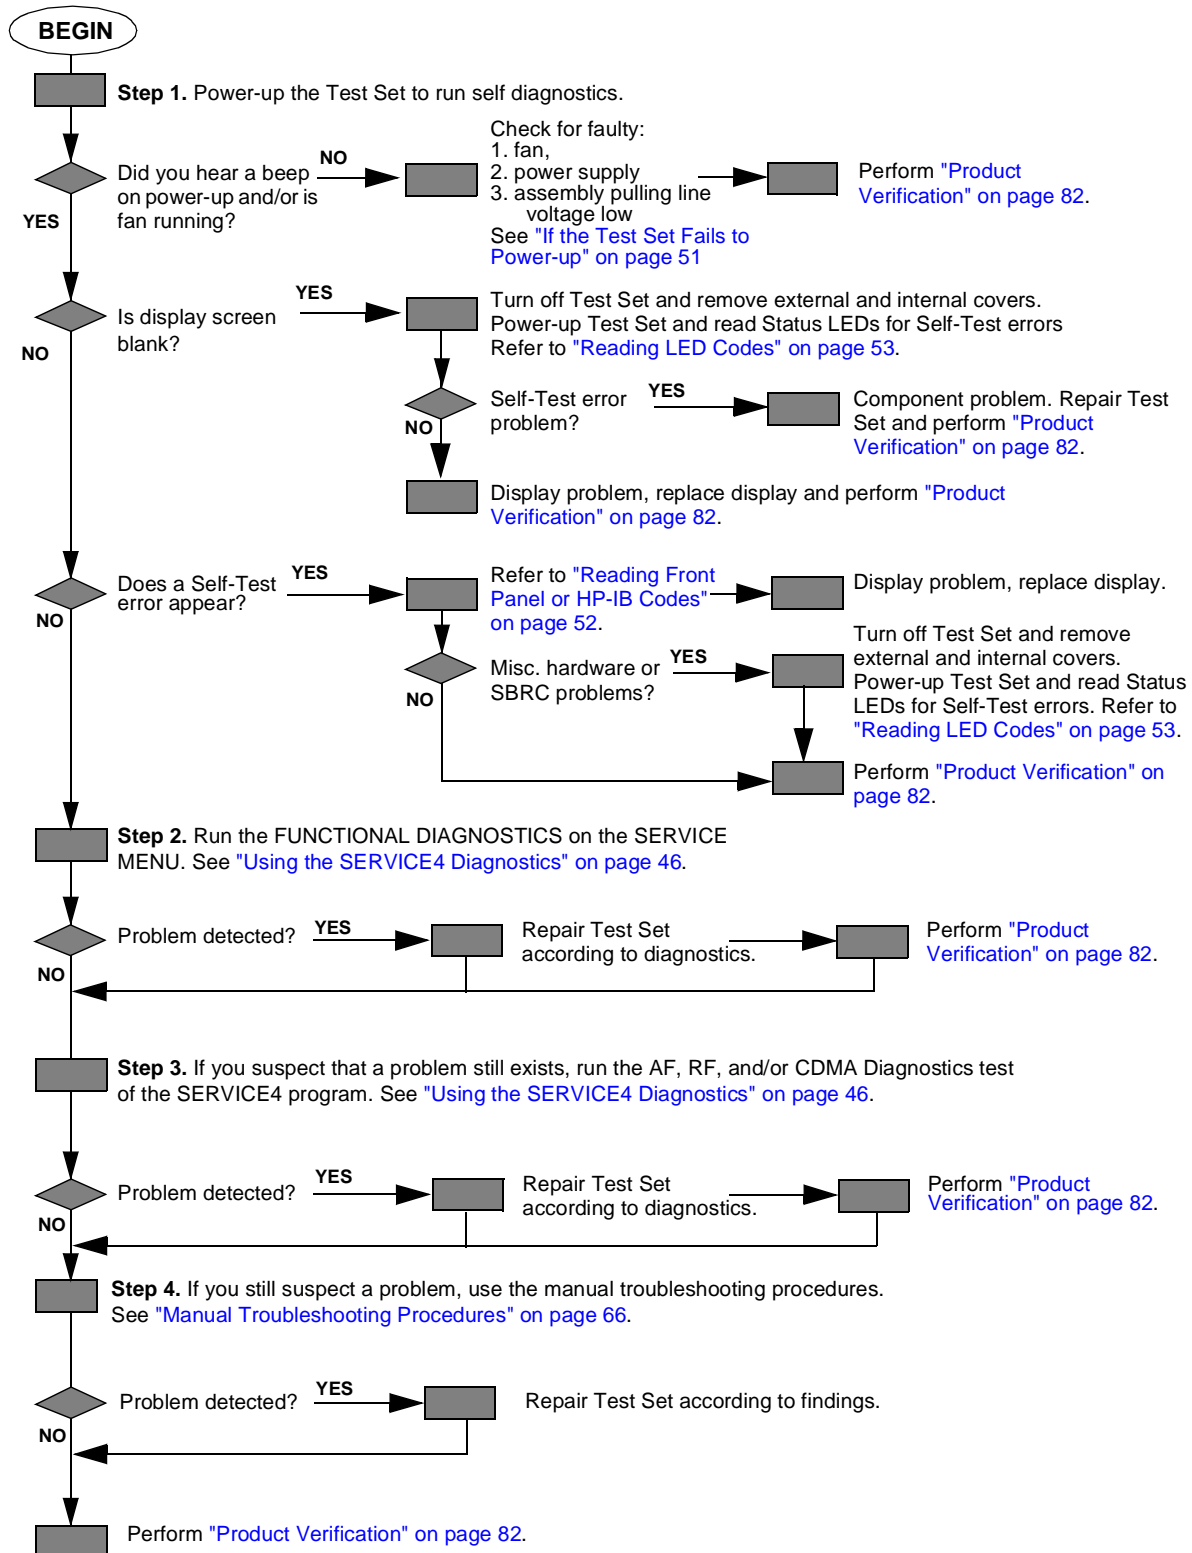 BEGIN
Step 1. Power-up the Test Set to run self diagnostics.
Did you hear a beep
on power-up and/or is
fan running?
NO
YES
Check for faulty:
1. fan,
2. power supply
3. assembly pulling line
voltage low
See "If the Test Set Fails to
Power-up" on page 51
Perform "Product
Verification" on page 82.
Is display screen
blank?
YES
NO
Turn off Test Set and remove external and internal covers.
Power-up Test Set and read Status LEDs for Self-Test errors
Refer to "Reading LED Codes" on page 53.
Self-Test error
problem?
YES
NO
Component problem. Repair Test
Set and perform "Product
Verification" on page 82.
Display problem, replace display and perform "Product
Verification" on page 82.
Does a Self-Test
error appear?
YES
NO
Refer to "Reading Front
Panel or HP-IB Codes"
on page 52.
Display problem, replace display.
Misc. hardware or
SBRC problems?
YES
NO
Turn off Test Set and remove
external and internal covers.
Power-up Test Set and read Status
LEDs for Self-Test errors. Refer to
"Reading LED Codes" on page 53.
Perform "Product Verification" on
page 82.
Step 2. Run the FUNCTIONAL DIAGNOSTICS on the SERVICE
MENU. See "Using the SERVICE4 Diagnostics" on page 46.
Problem detected?
YES
NO
Repair Test Set
according to diagnostics.
Perform "Product
Verification" on page 82.
Step 3. If you suspect that a problem still exists, run the AF, RF, and/or CDMA Diagnostics test
of the SERVICE4 program. See "Using the SERVICE4 Diagnostics" on page 46.
Problem detected?
YES
NO
Repair Test Set
according to diagnostics.
Perform "Product
Verification" on page 82.
Step 4. If you still suspect a problem, use the manual troubleshooting procedures.
See "Manual Troubleshooting Procedures" on page 66.
Problem detected?
YES
NO
Repair Test Set according to findings.
Perform "Product Verification" on page 82.